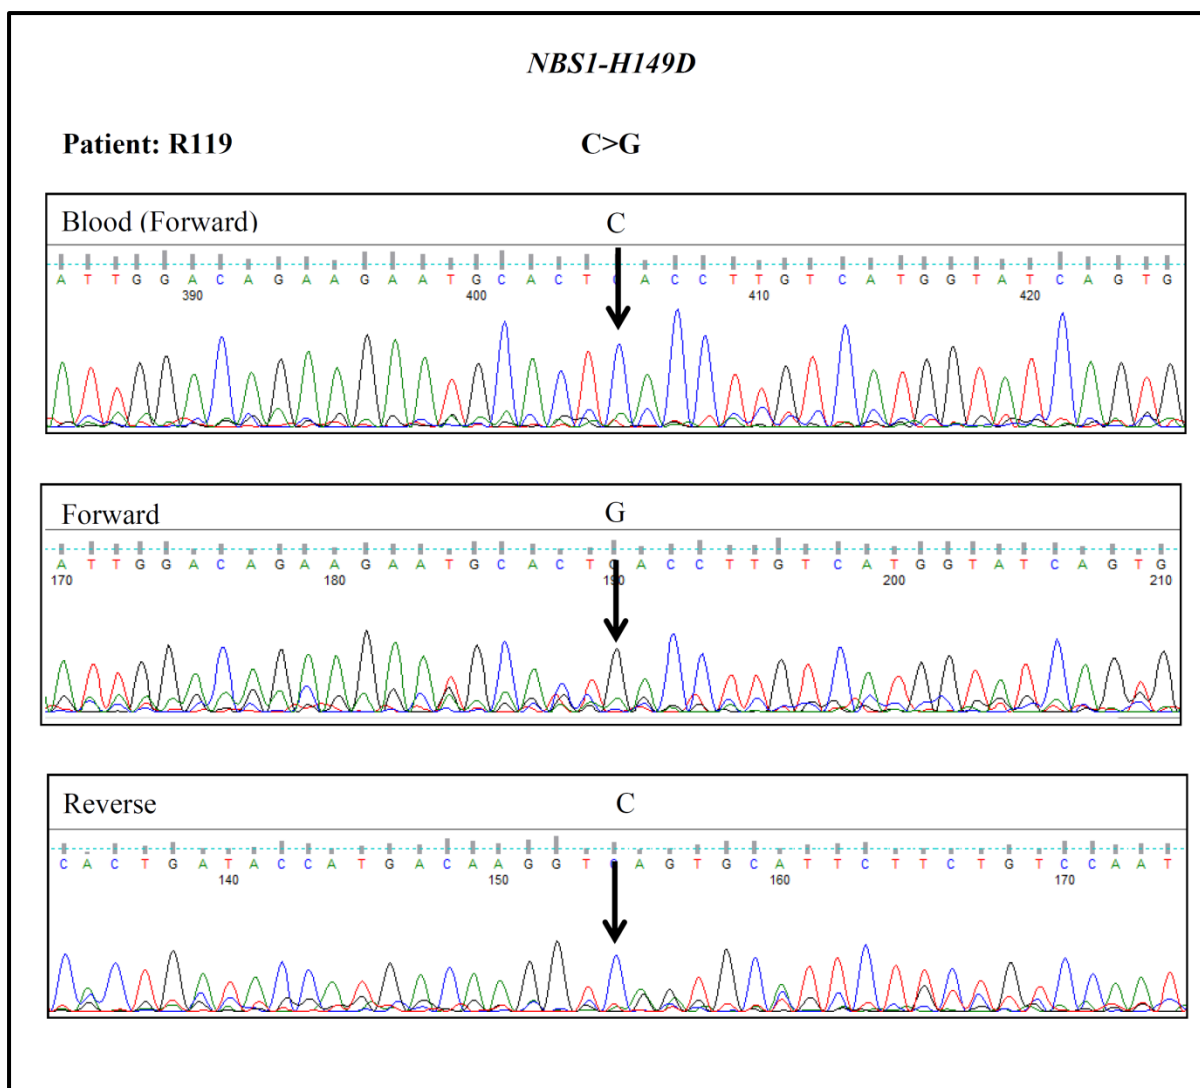 NBS1-H149D
Patient: R119 C>G
Blood (Forward) C
A T T G G A C A G A A G A A T G C A C T C A C C T T G T C A T G G T A T C A G T G
390 400 410 420
Forward G
A T T G G A C A G A A G A A T G C A C T G A C C T T G T C A T G G T A T C A G T G
170 180 190 200 210
Reverse C
C A C T G A T A C C A T G A C A A G G T C A G T G C A T T C T T C T G T C C A A T
140 150 160 170